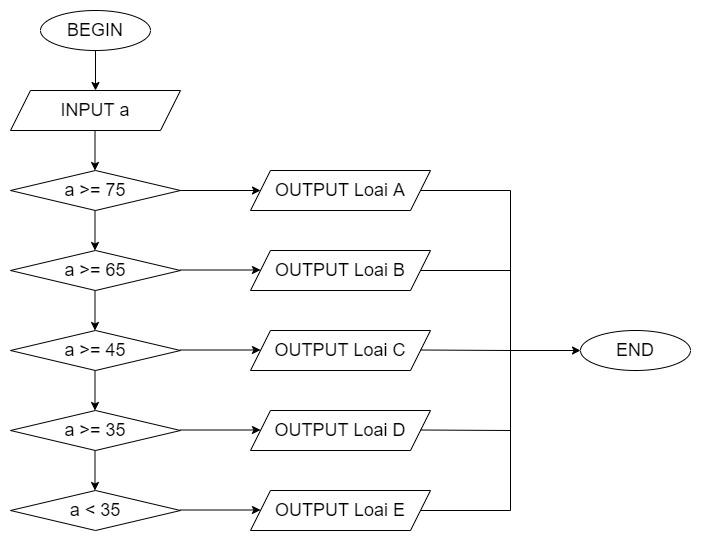 BEGIN
INPUT a
a >= 75
OUTPUT Loai A
a >= 65
OUTPUT Loai B
a >= 45
OUTPUT Loai C
END
a >= 35
OUTPUT Loai D
a < 35
OUTPUT Loai E